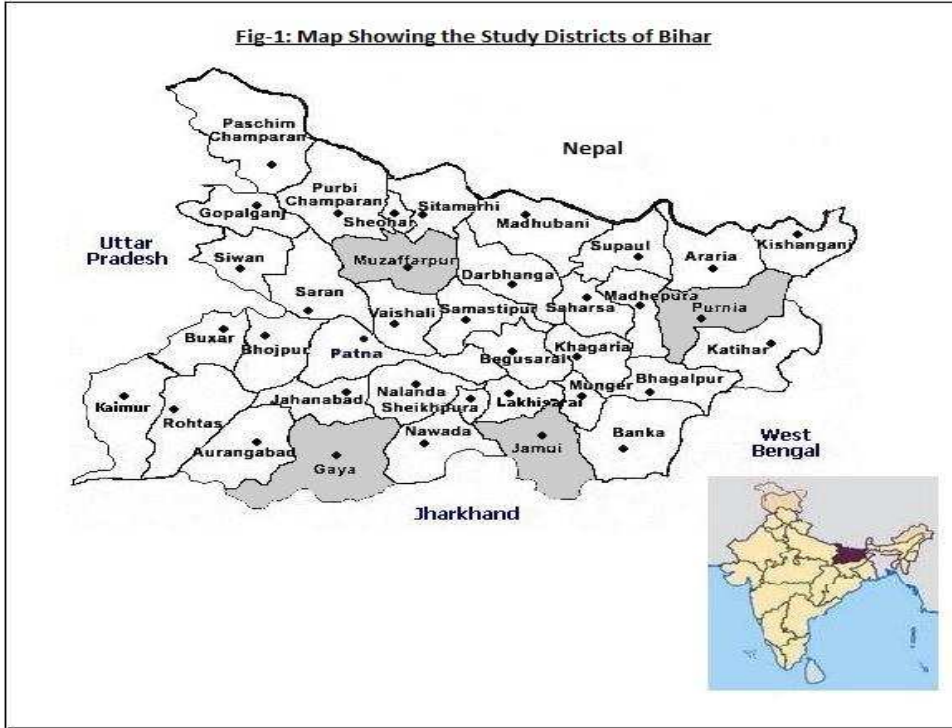 Fig-1: Map Showing the Study Districts of Bihar
Paschim
Champaran
Nepal
Purbi
Champaran
Gopalganj
Sheohar
Sitamarhi
Madhubani
Uttar
Pradesh
Siwan
Muzaffarpur
Supaul
Araria
Kishanganj
Darbhanga
Saran
Vaishali
Samastipur
Saharsa
Madhepura
Purnia
Buxar
Bhojpur
Patna
Begusarai
Khagaria
Katihar
Kaimur
Rohtas
Jahanabad
Nalanda
Sheikhpura
Lakhisarai
Munger
Bhagalpur
Aurangabad
Gaya
Nawada
Jamui
Banka
West
Bengal
Jharkhand